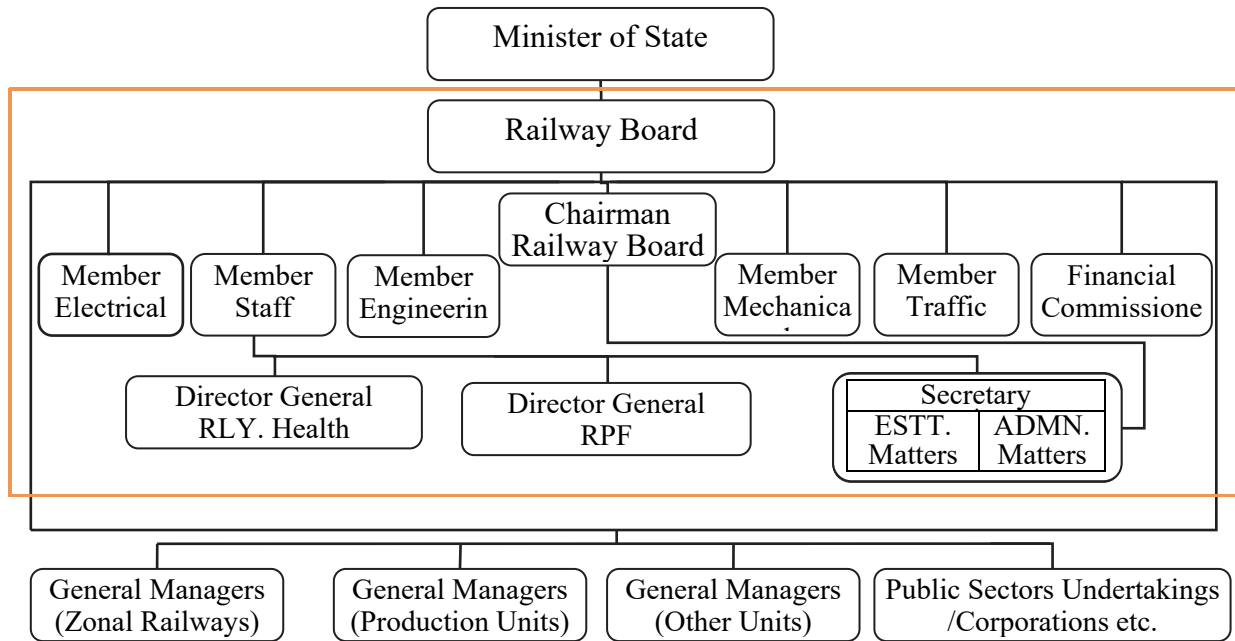 Minister of State
Railway Board
Chairman
Railway Board
Member
Electrical
Member
Staff
Member
Engineerin
Member
Mechanica
Member
Traffic
Financial
Commissione
Director General
RLY. Health
Director General
RPF
Secretary
ESTT.
Matters
ADMN.
Matters
General Managers
(Zonal Railways)
General Managers
(Production Units)
General Managers
(Other Units)
Public Sectors Undertakings
/Corporations etc.